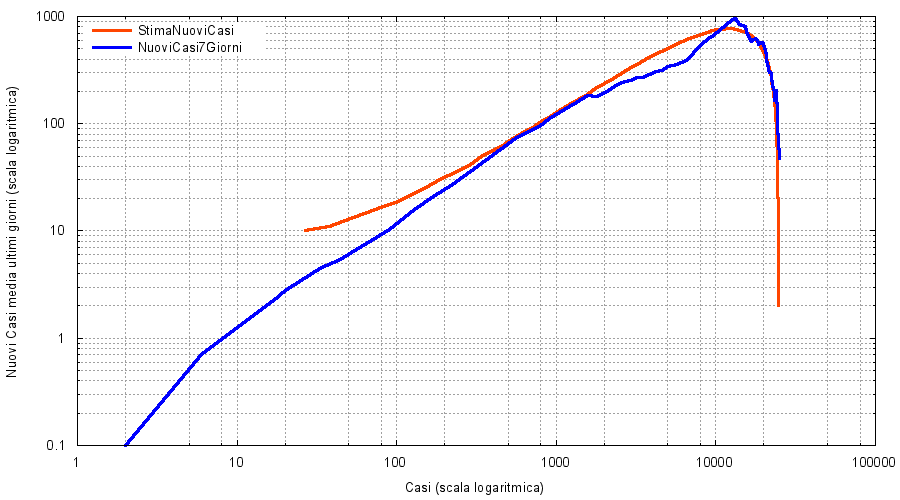 1000
StimaNuoviCasi
NuoviCasi7Giorni
100
10
1
0.1
Nuovi Casi media ultimi giorni (scala logaritmica)
1 10 100 1000 10000 100000
Casi (scala logaritmica)